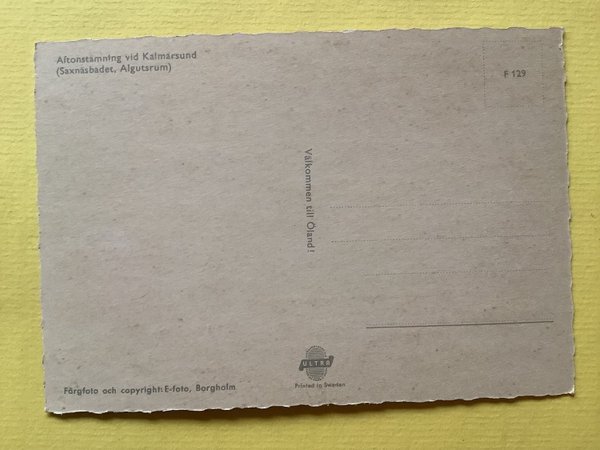 Aftonstämning vid Kalmarsund
(Saxnäsbadet, Algutsrum)
F 129
Välkommen till Öland!
ULTRA
Printed in Sweden
Färgfoto och copyright: E-foto, Borgholm